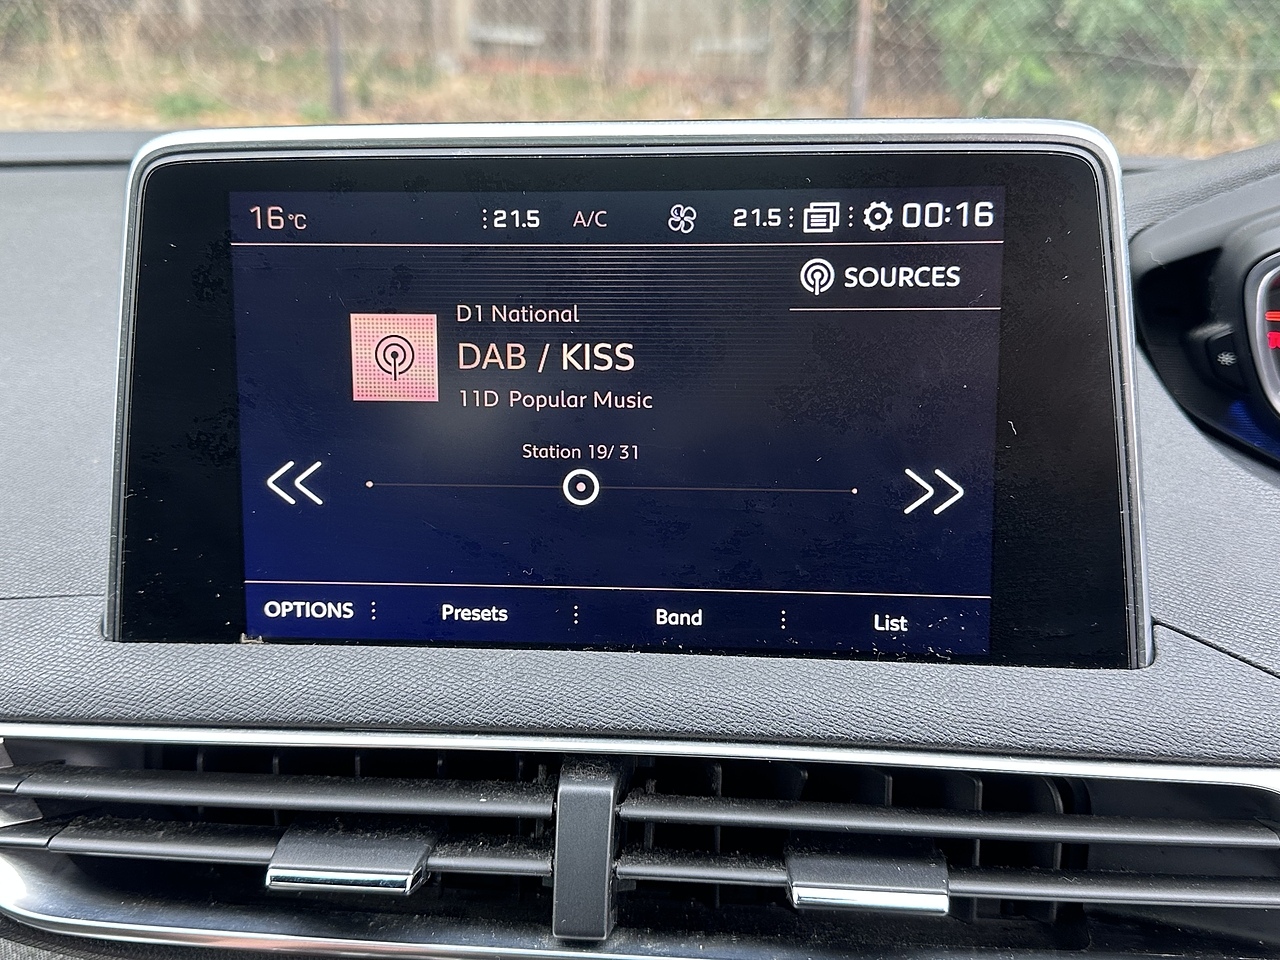 16°C :21.5 A/C 21.5: 00:16
SOURCES
D1 National
DAB / KISS
11D Popular Music
Station 19/ 31
OPTIONS Presets Band List